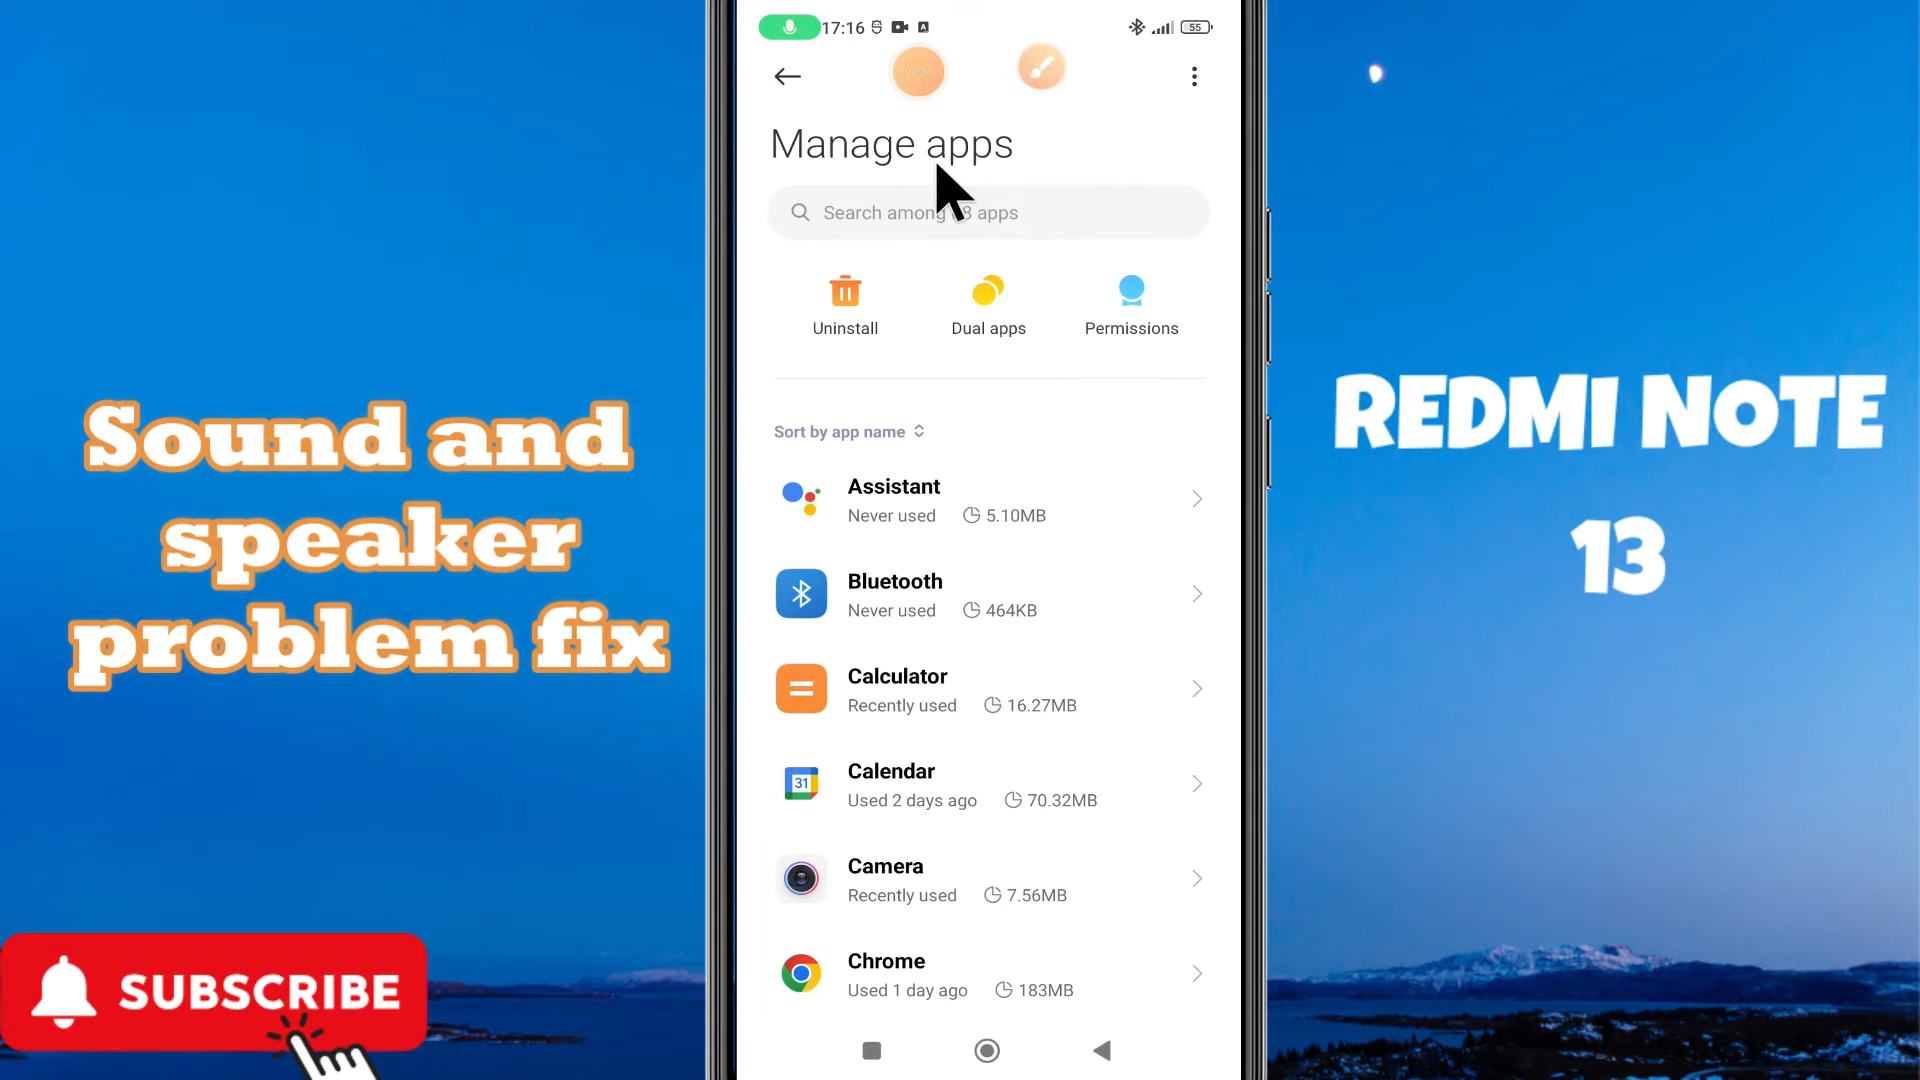 17:16
55
Manage apps
Search among 8 apps
Uninstall
Dual apps
Permissions
Sort by app name
Assistant
Never used 5.10MB
Bluetooth
Never used 464KB
Calculator
Recently used 16.27MB
31
Calendar
Used 2 days ago 70.32MB
Camera
Recently used 7.56MB
Chrome
Used 1 day ago 183MB
Sound and
speaker
problem fix
SUBSCRIBE
REDMI NOTE
13